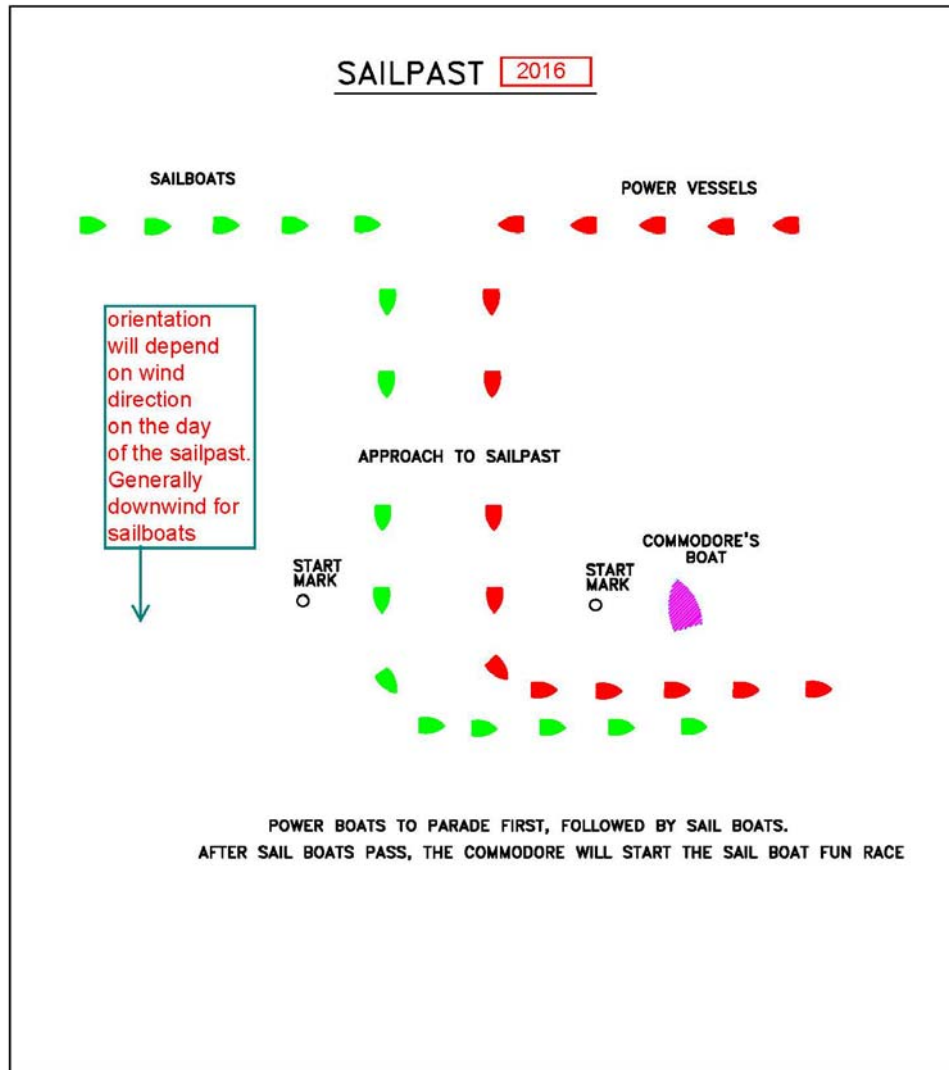 SAILPAST 2016
SAILBOATS
POWER VESSELS
orientation
will depend
on wind
direction
on the day
of the sailpast.
Generally
downwind for
sailboats
APPROACH TO SAILPAST
START
MARK
START
MARK
COMMODORE'S
BOAT
POWER BOATS TO PARADE FIRST, FOLLOWED BY SAIL BOATS.
AFTER SAIL BOATS PASS, THE COMMODORE WILL START THE SAIL BOAT FUN RACE